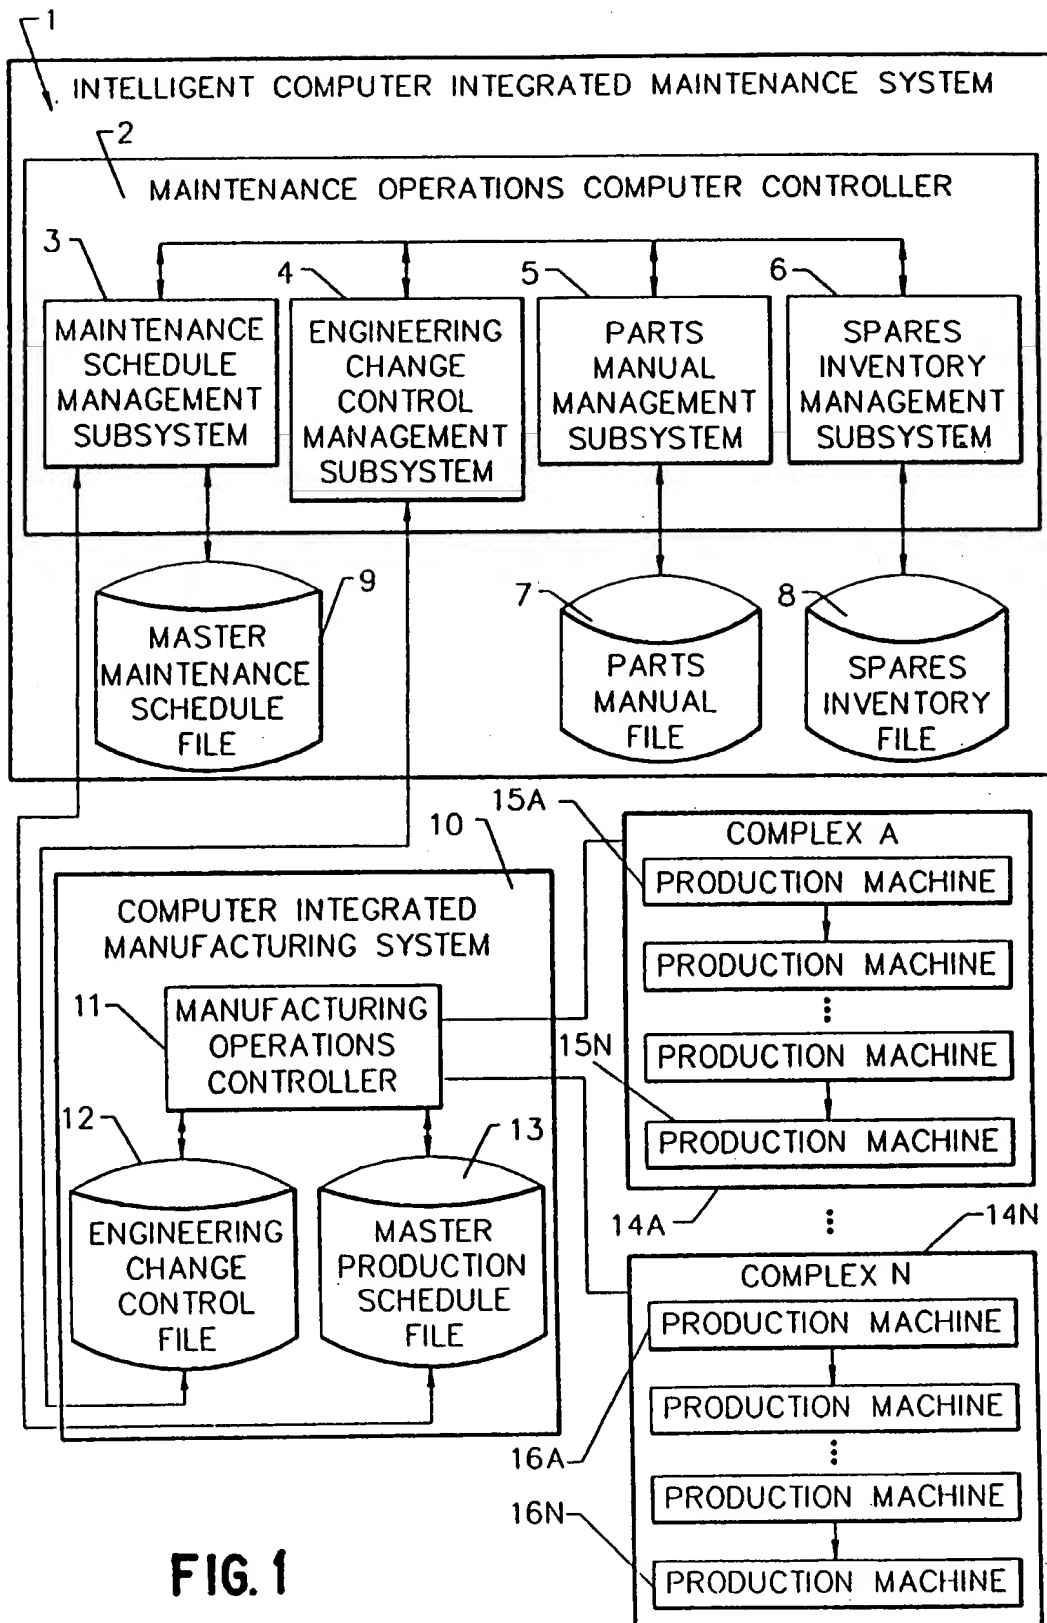 1
INTELLIGENT COMPUTER INTEGRATED MAINTENANCE SYSTEM
2
MAINTENANCE OPERATIONS COMPUTER CONTROLLER
3
MAINTENANCE
SCHEDULE
MANAGEMENT
SUBSYSTEM
4
ENGINEERING
CHANGE
CONTROL
MANAGEMENT
SUBSYSTEM
5
PARTS
MANUAL
MANAGEMENT
SUBSYSTEM
6
SPARES
INVENTORY
MANAGEMENT
SUBSYSTEM
9
MASTER
MAINTENANCE
SCHEDULE
FILE
7
PARTS
MANUAL
FILE
8
SPARES
INVENTORY
FILE
10
COMPUTER INTEGRATED
MANUFACTURING SYSTEM
11
MANUFACTURING
OPERATIONS
CONTROLLER
12
ENGINEERING
CHANGE
CONTROL
FILE
13
MASTER
PRODUCTION
SCHEDULE
FILE
15A
COMPLEX A
PRODUCTION MACHINE
PRODUCTION MACHINE
PRODUCTION MACHINE
15N
PRODUCTION MACHINE
14A
14N
COMPLEX N
PRODUCTION MACHINE
PRODUCTION MACHINE
16A
PRODUCTION MACHINE
16N
PRODUCTION MACHINE
FIG. 1